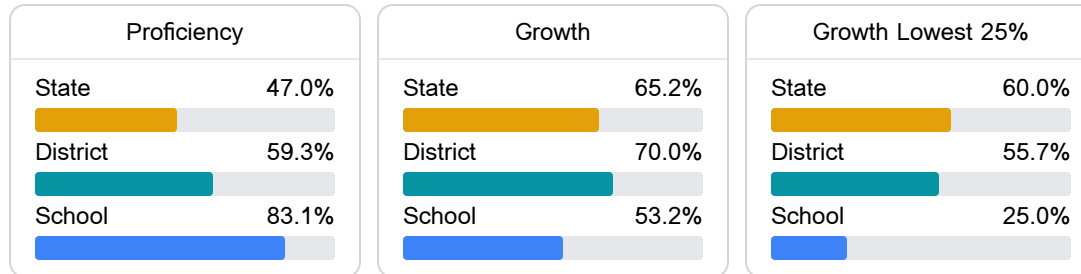 Proficiency
State 47.0%
District 59.3%
School 83.1%
Growth
State 65.2%
District 70.0%
School 53.2%
Growth Lowest 25%
State 60.0%
District 55.7%
School 25.0%